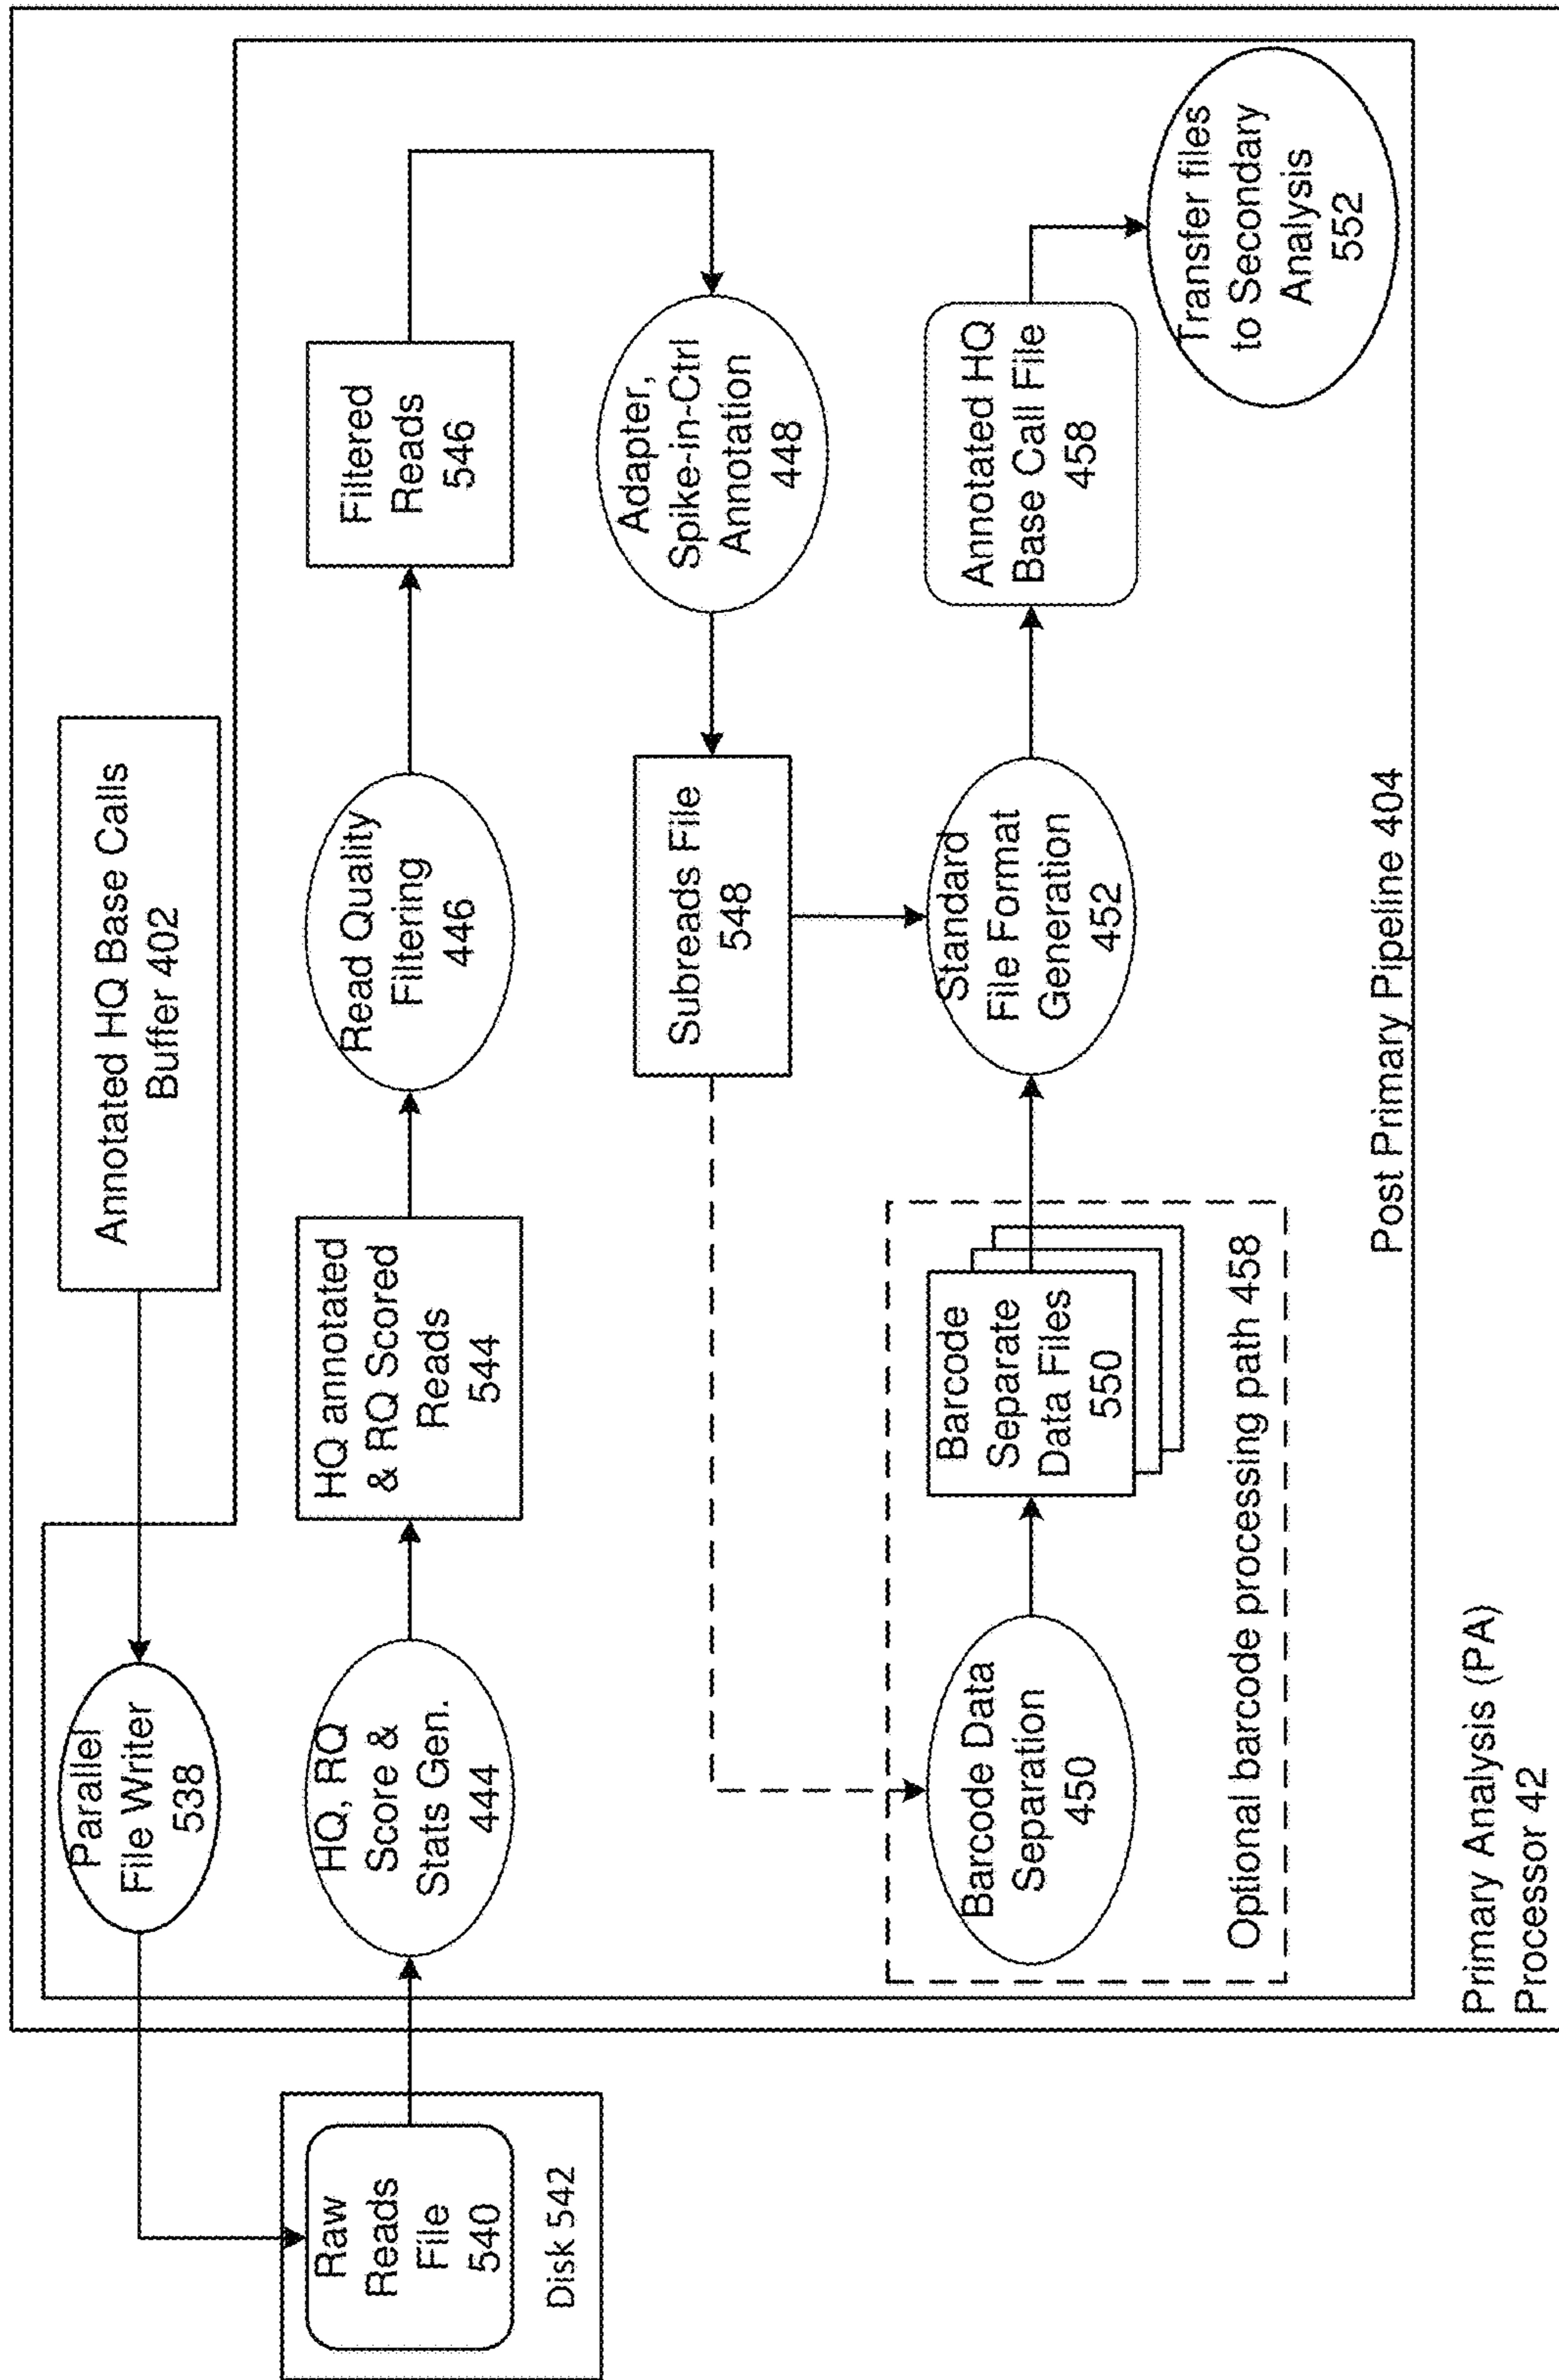 Annotated HQ Base Calls
Buffer 402
Parallel
File Writer
538
Raw
Reads
File
540
Disk 542
HQ, RQ
Score &
Stats Gen.
444
HQ annotated
& RQ Scored
Reads
544
Read Quality
Filtering
446
Filtered
Reads
546
Adapter,
Spike-in-Ctrl
Annotation
448
Subreads File
548
Barcode Data
Separation
450
Barcode
Separate
Data Files
550
Optional barcode processing path 458
Standard
File Format
Generation
452
Annotated HQ
Base Call File
458
Transfer files
to Secondary
Analysis
552
Post Primary Pipeline 404
Primary Analysis (PA)
Processor 42